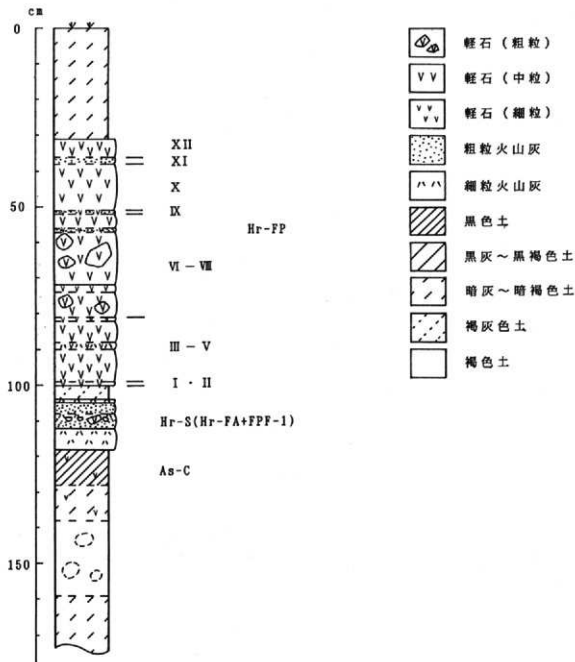 cm
0
50
100
150
XII
XI
X
IX
Hr-FP
VI-VIII
III-V
I・II
Hr-S(Hr-FA+FPF-1)
As-C
軽石(粗粒)
軽石(中粒)
軽石(細粒)
粗粒火山灰
細粒火山灰
黒色土
黒灰~黒褐色土
暗灰~暗褐色土
褐灰色土
褐色土